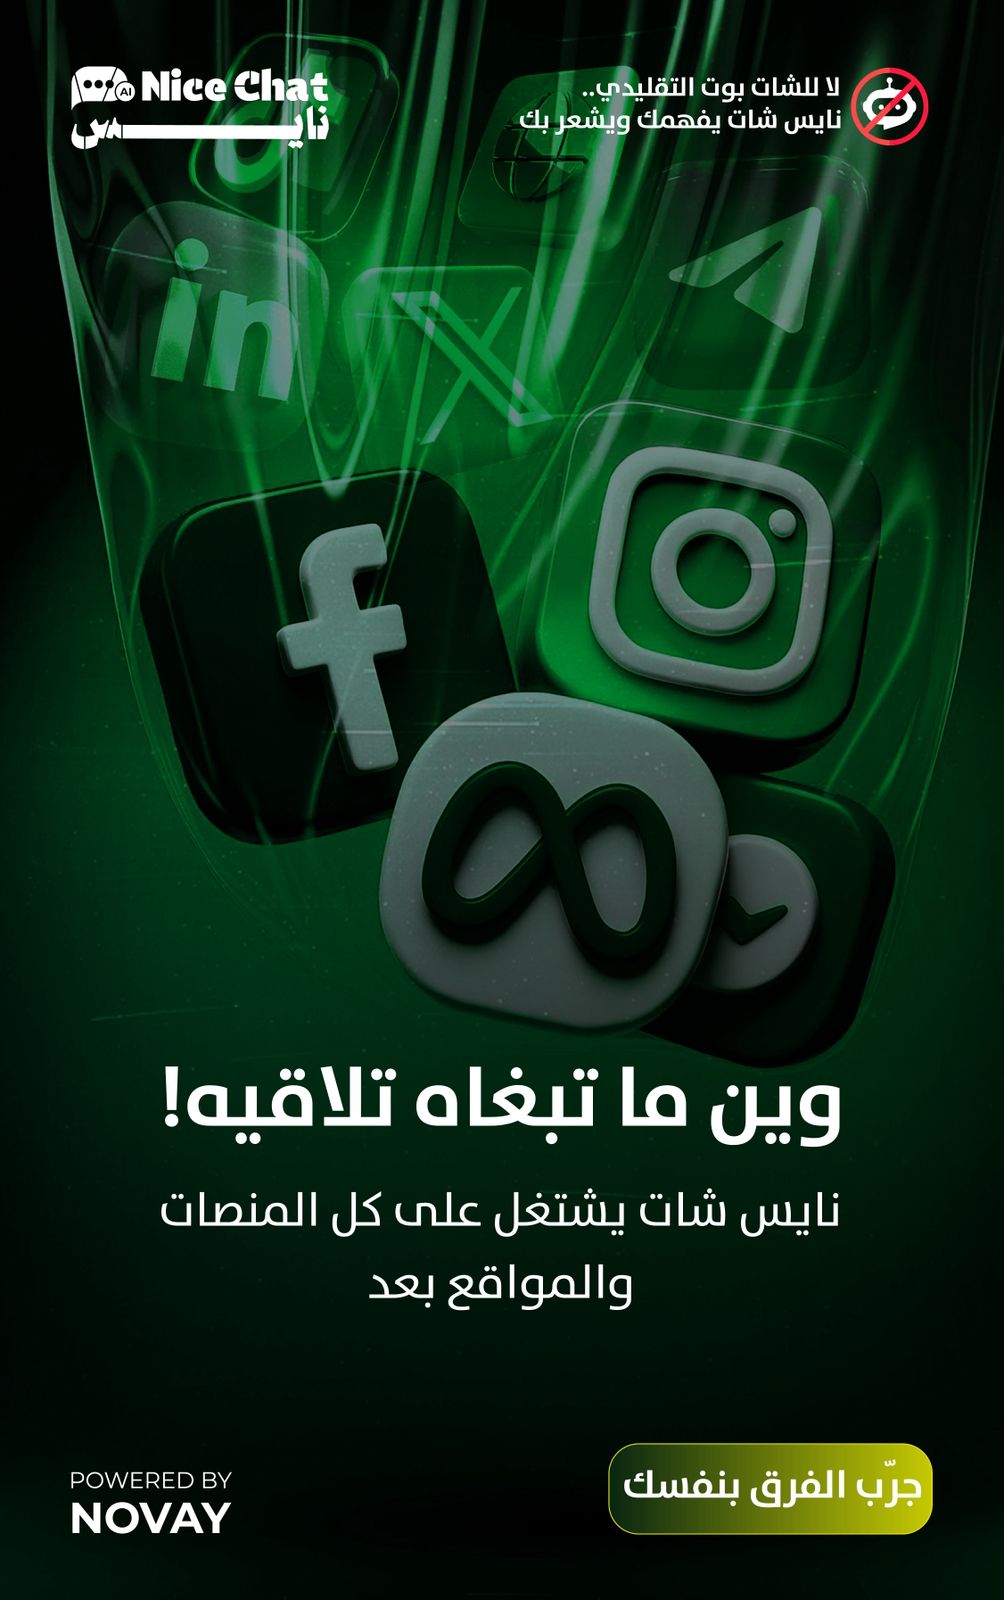 Nice Chat
AI
نايس
لا للشات بوت التقليدي..
نايس شات يفهمك ويشعر بك
in
X
f
وين ما تبغاه تلاقيه!
نايس شات يشتغل على كل المنصات
والمواقع بعد
جرّب الفرق بنفسك
POWERED BY
NOVAY